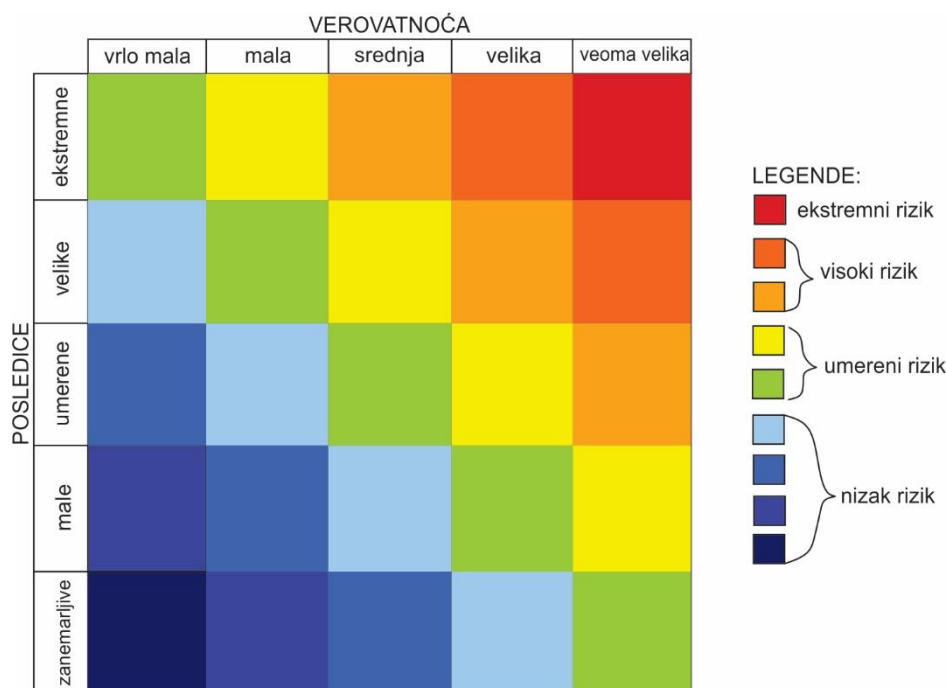 VEROVATNOĆA
vrlo mala
mala
srednja
velika
veoma velika
POSLEDICE
ekstremne
velike
umerene
male
zanemarljive
LEGENDE:
ekstremni rizik
visoki rizik
umereni rizik
nizak rizik